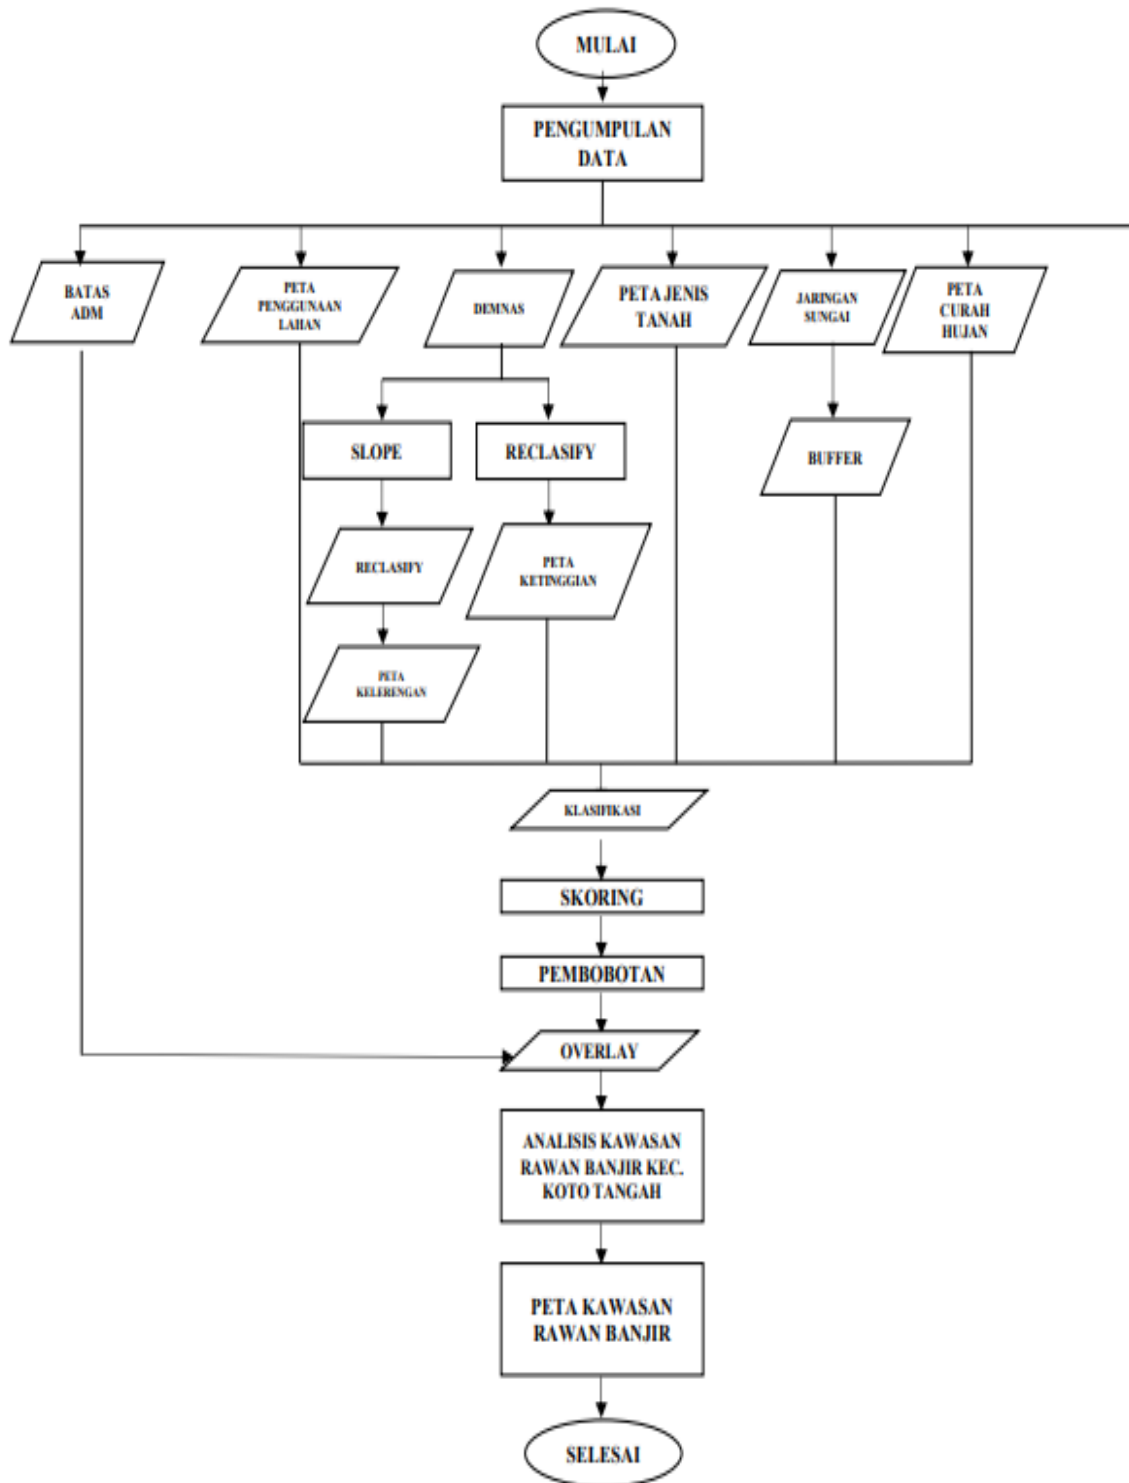 MULAI
PENGUMPULAN
DATA
BATAS
ADM
PETA
PENGGUNAAN
LAHAN
DEMNAS
PETA JENIS
TANAH
JARINGAN
SUNGAI
PETA
CURAH
HUJAN
SLOPE
RECLASIFY
BUFFER
RECLASIFY
PETA
KETINGGIAN
PETA
KELERENGAN
KLASIFIKASI
SKORING
PEMBOBOTAN
OVERLAY
ANALISIS KAWASAN
RAWAN BANJIR KEC.
KOTO TANGAH
PETA KAWASAN
RAWAN BANJIR
SELESAI